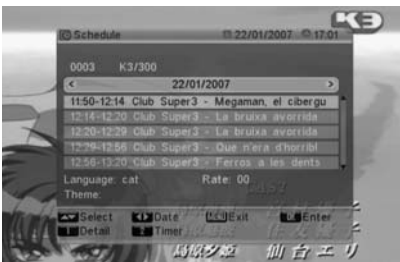 K3
Schedule 22/01/2007 17:01
0003 K3/300
< 22/01/2007 >
11:50-12:14 Club Super3 - Megaman, el cibergu
12:14-12:20 Club Super3 - La bruixa avorrida
12:20-12:29 Club Super3 - La bruixa avorrida
12:29-12:56 Club Super3 - Que n'era d'horribl
12:56-13:20 Club Super3 - Ferros a les dents
Language: cat Rate: 00
Theme:
Select Date Exit Enter
Detail Timer
CAST
仙台エリ